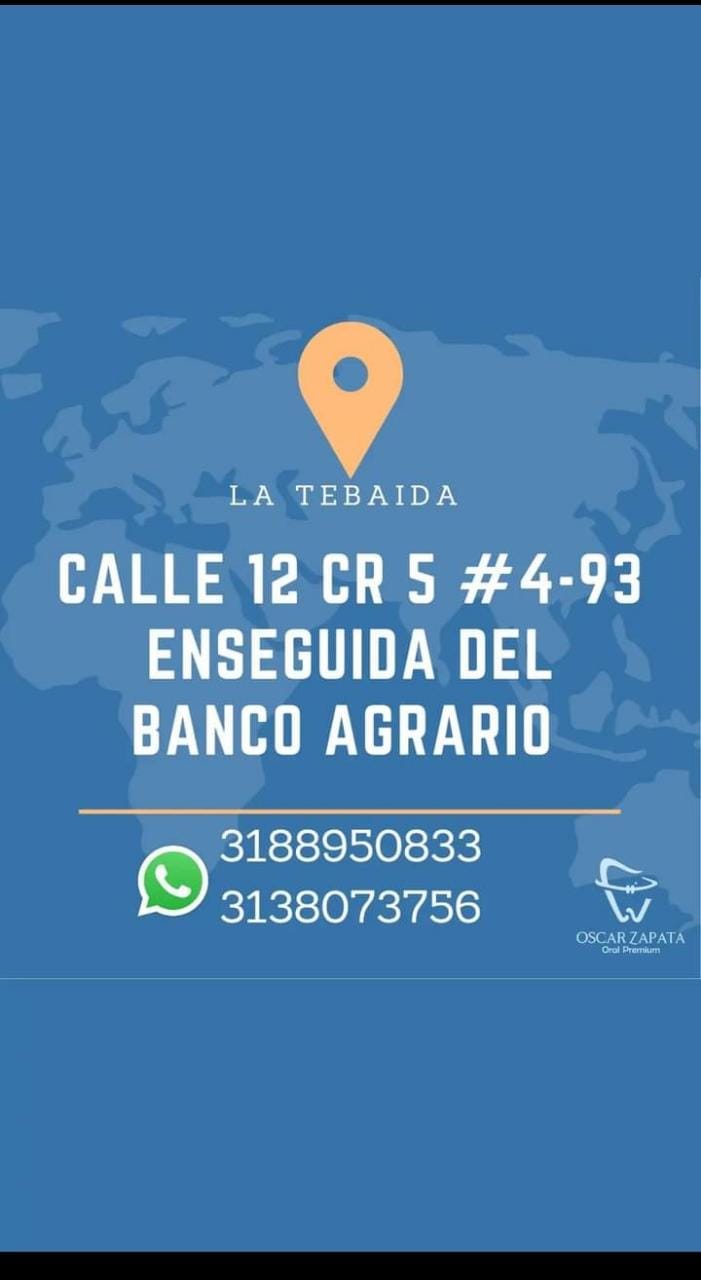 LA TEBAIDA
CALLE 12 CR 5 #4-93
ENSEGUIDA DEL
BANCO AGRARIO
3188950833
3138073756
OSCAR ZAPATA
Oral Premium